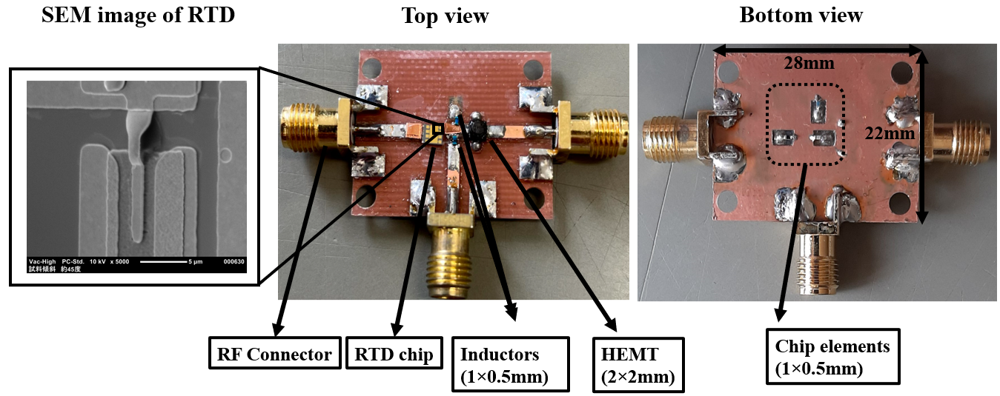 SEM image of RTD
Top view
Bottom view
28mm
22mm
Vac-High PC-Std. 10 kV x 5000 5 μm 000630
試料傾斜 約45度
RF Connector
RTD chip
Inductors
(1×0.5mm)
HEMT
(2×2mm)
Chip elements
(1×0.5mm)